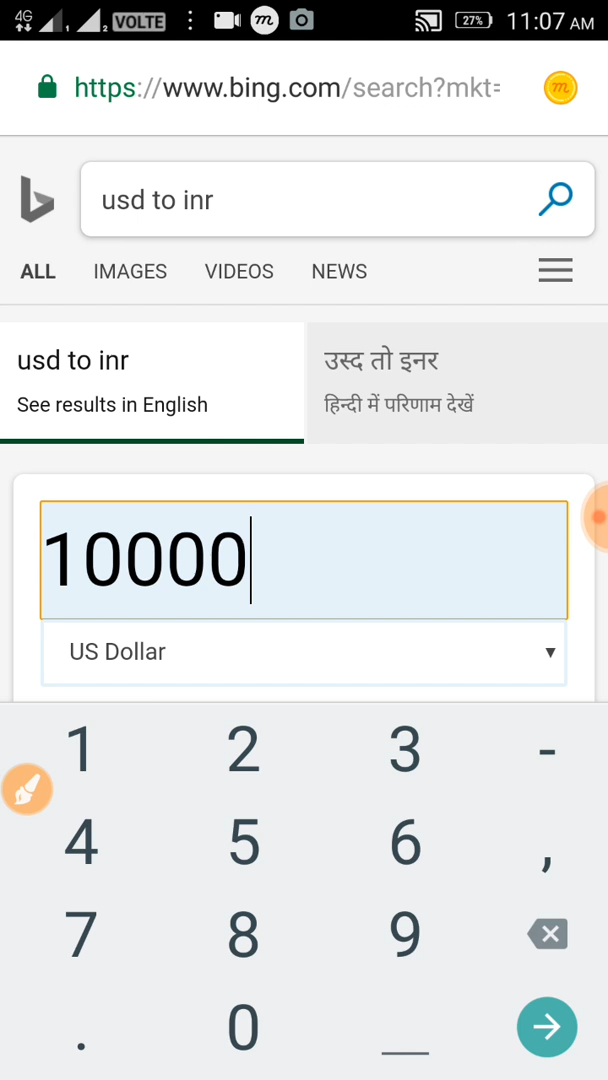 4G 1 2 VOLTE m 27% 11:07 AM
https://www.bing.com/search?mkt= m
usd to inr
ALL IMAGES VIDEOS NEWS
usd to inr
See results in English
उस्द तो इनर
हिन्दी में परिणाम देखें
10000
US Dollar
1 2 3 -
4 5 6 ,
7 8 9
. 0 _